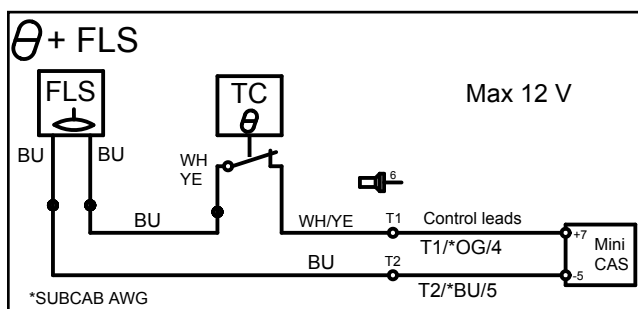 θ + FLS
FLS
TC
θ
Max 12 V
BU
BU
WH
YE
6
BU
WH/YE
T1
Control leads
+7
T1/*OG/4
Mini
CAS
BU
T2
-5
T2/*BU/5
*SUBCAB AWG